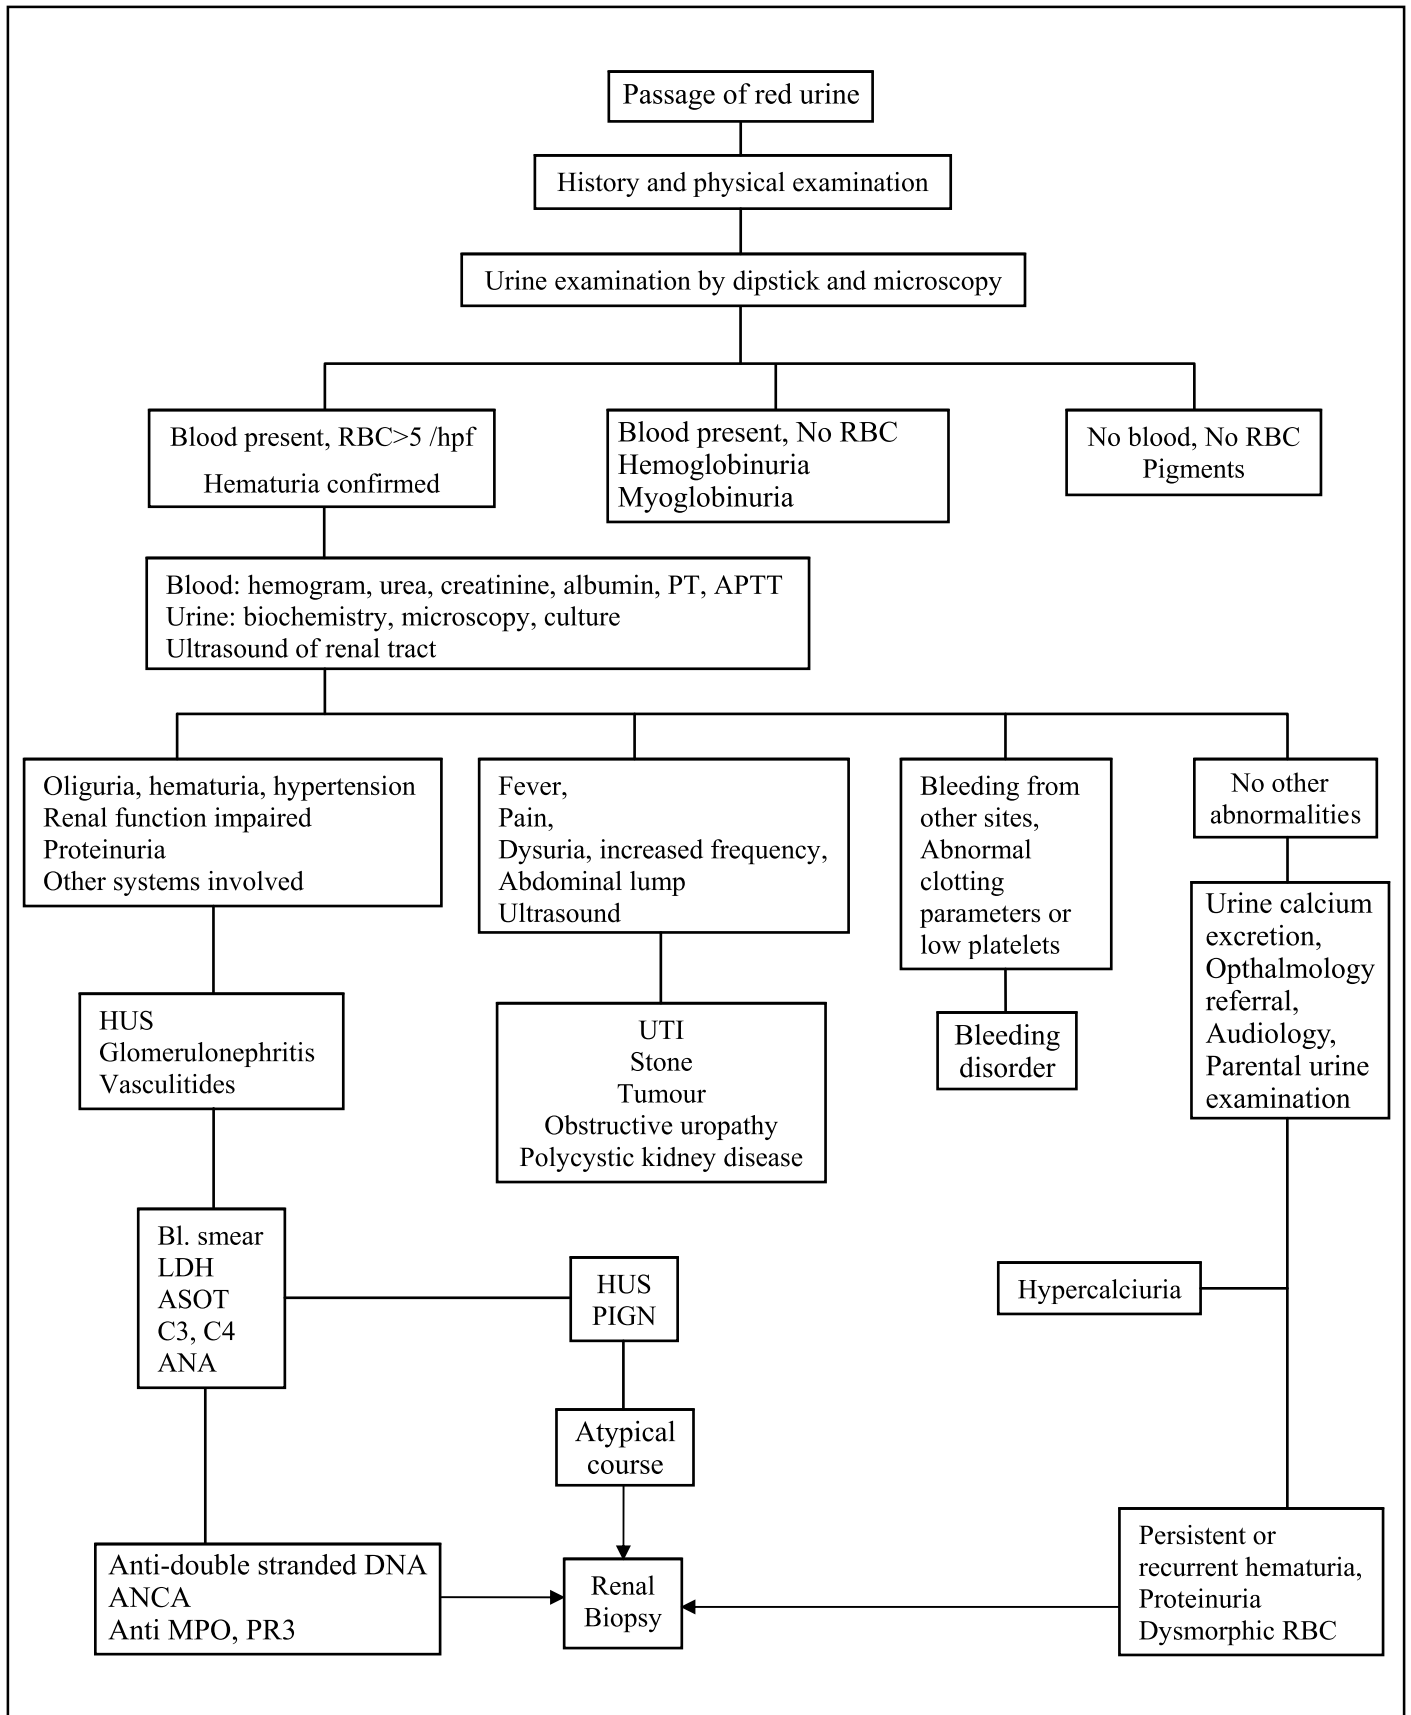 Passage of red urine
History and physical examination
Urine examination by dipstick and microscopy
Blood present, RBC>5 /hpf
Hematuria confirmed
Blood present, No RBC
Hemoglobinuria
Myoglobinuria
No blood, No RBC
Pigments
Blood: hemogram, urea, creatinine, albumin, PT, APTT
Urine: biochemistry, microscopy, culture
Ultrasound of renal tract
Oliguria, hematuria, hypertension
Renal function impaired
Proteinuria
Other systems involved
Fever,
Pain,
Dysuria, increased frequency,
Abdominal lump
Ultrasound
Bleeding from
other sites,
Abnormal
clotting
parameters or
low platelets
No other
abnormalities
Urine calcium
excretion,
Opthalmology
referral,
Audiology,
Parental urine
examination
HUS
Glomerulonephritis
Vasculitides
UTI
Stone
Tumour
Obstructive uropathy
Polycystic kidney disease
Bleeding
disorder
Bl. smear
LDH
ASOT
C3, C4
ANA
HUS
PIGN
Hypercalciuria
Atypical
course
Anti-double stranded DNA
ANCA
Anti MPO, PR3
Renal
Biopsy
Persistent or
recurrent hematuria,
Proteinuria
Dysmorphic RBC